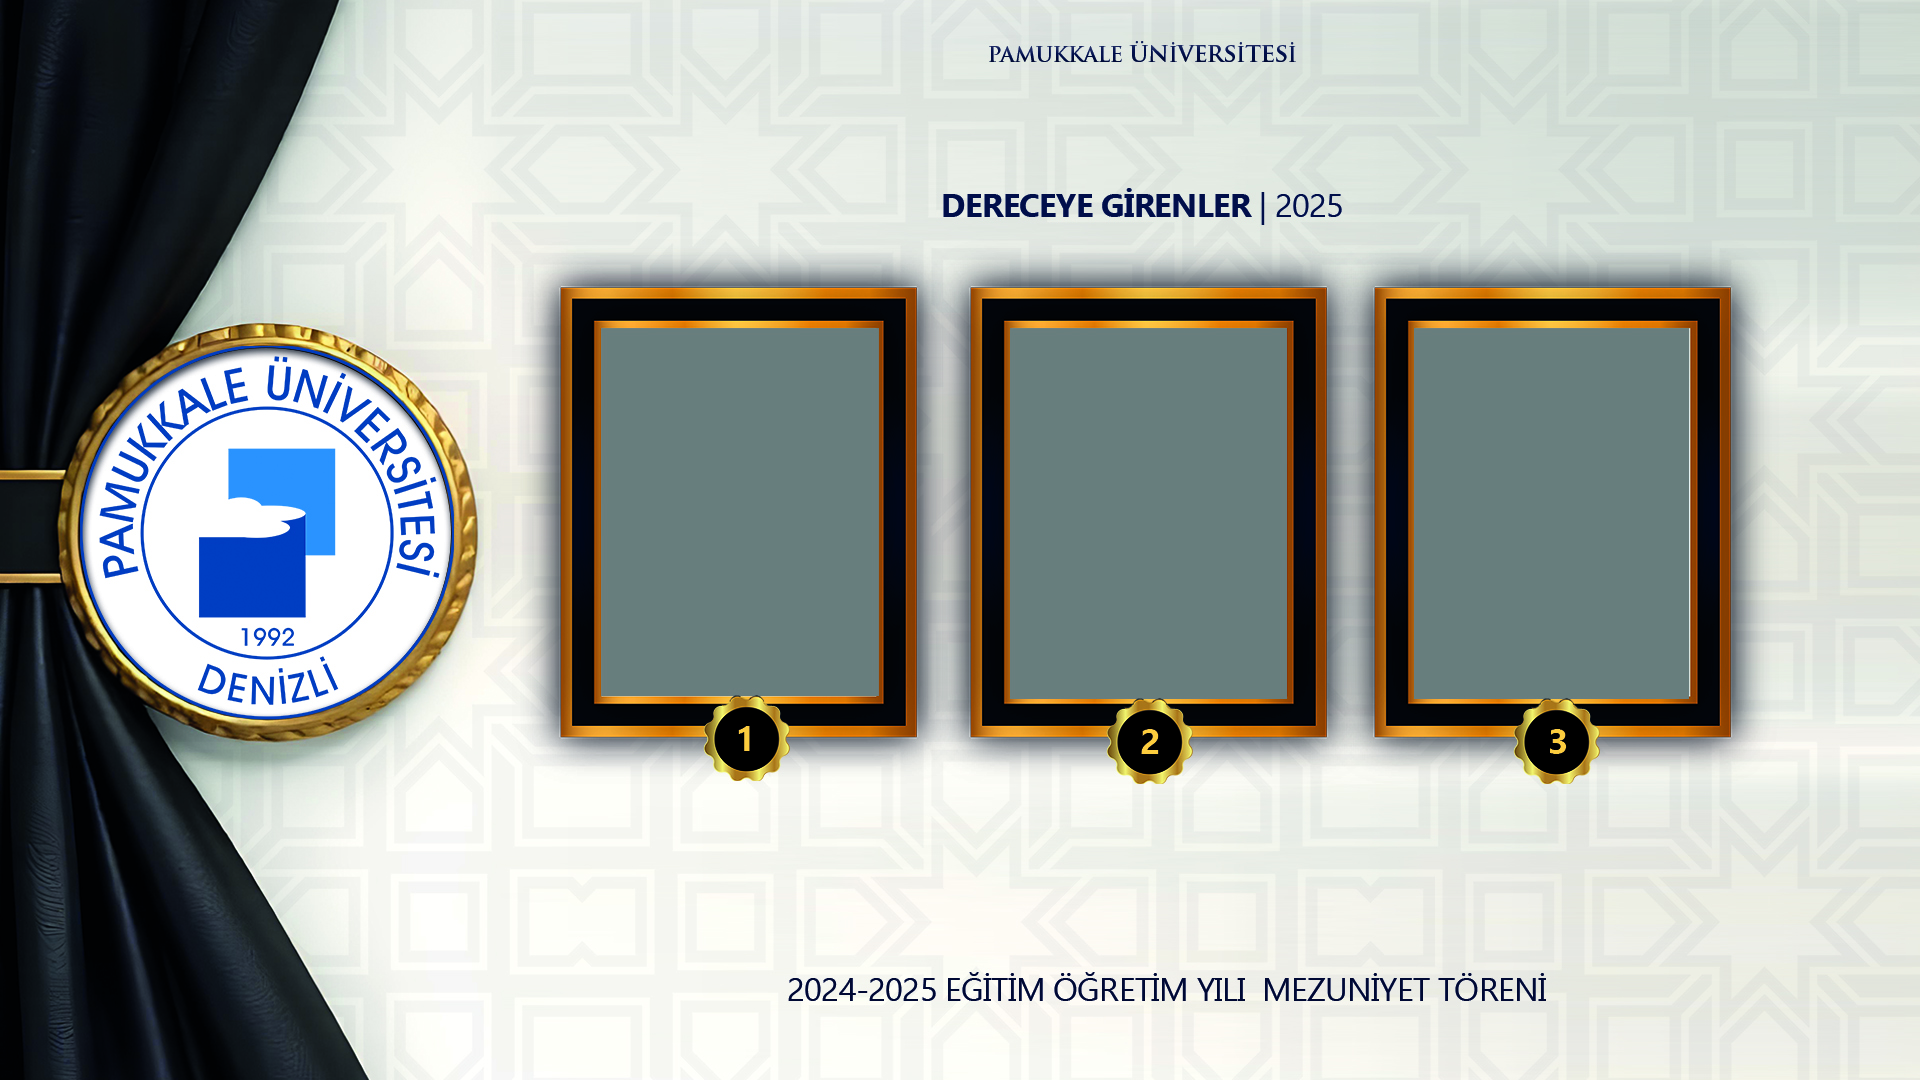 PAMUKKALE ÜNİVERSİTESİ
DERECEYE GİRENLER | 2025
PAMUKKALE ÜNİVERSİTESİ
1992
DENİZLİ
1
2
3
2024-2025 EĞİTİM ÖĞRETİM YILI MEZUNİYET TÖRENİ